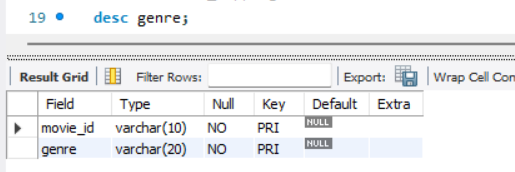 19 desc genre;
Result Grid Filter Rows: Export: Wrap Cell Con
Field Type Null Key Default Extra
movie_id varchar(10) NO PRI NULL
genre varchar(20) NO PRI NULL